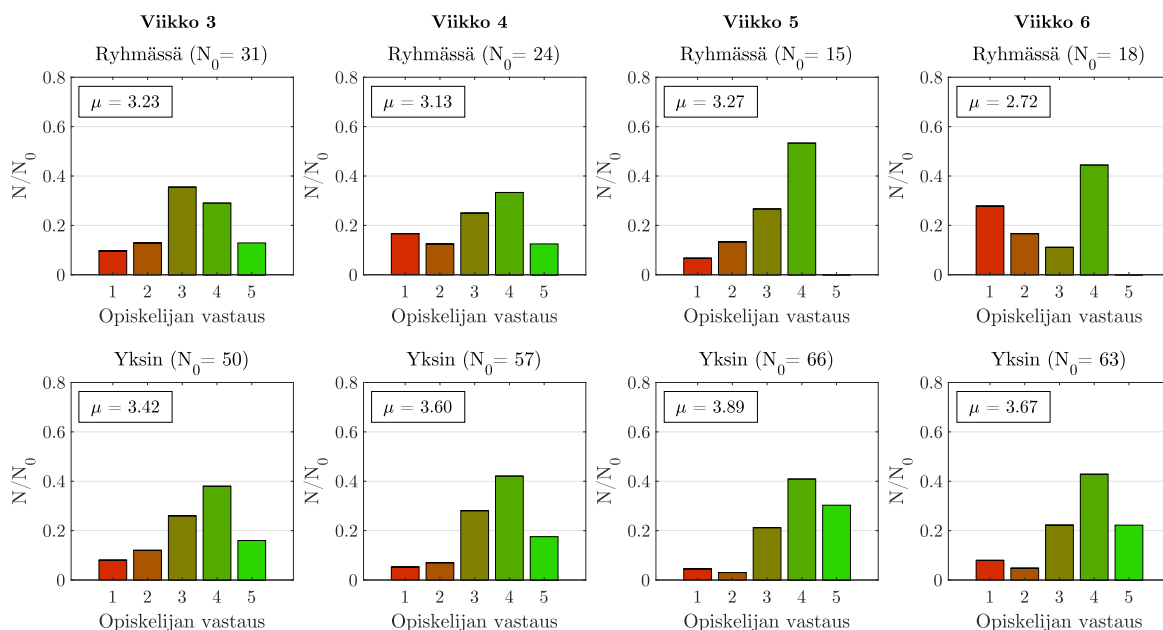 Viikko 3
Viikko 4
Viikko 5
Viikko 6
Ryhmässä (N0= 31)
Ryhmässä (N0= 24)
Ryhmässä (N0= 15)
Ryhmässä (N0= 18)
0.8
0.6
0.4
0.2
0
N/N0
μ = 3.23
1 2 3 4 5
Opiskelijan vastaus
0.8
0.6
0.4
0.2
0
N/N0
μ = 3.13
1 2 3 4 5
Opiskelijan vastaus
0.8
0.6
0.4
0.2
0
N/N0
μ = 3.27
1 2 3 4 5
Opiskelijan vastaus
0.8
0.6
0.4
0.2
0
N/N0
μ = 2.72
1 2 3 4 5
Opiskelijan vastaus
Yksin (N0= 50)
Yksin (N0= 57)
Yksin (N0= 66)
Yksin (N0= 63)
0.8
0.6
0.4
0.2
0
N/N0
μ = 3.42
1 2 3 4 5
Opiskelijan vastaus
0.8
0.6
0.4
0.2
0
N/N0
μ = 3.60
1 2 3 4 5
Opiskelijan vastaus
0.8
0.6
0.4
0.2
0
N/N0
μ = 3.89
1 2 3 4 5
Opiskelijan vastaus
0.8
0.6
0.4
0.2
0
N/N0
μ = 3.67
1 2 3 4 5
Opiskelijan vastaus